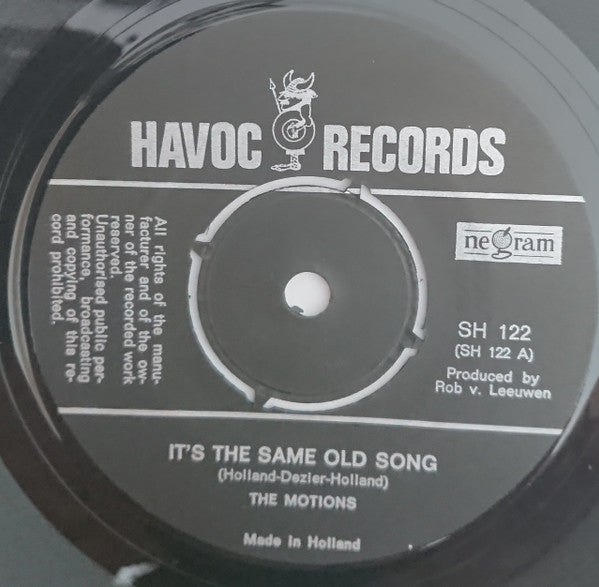 HAVOC RECORDS
All rights of the manu-
facturer and of the ow-
ner of the recorded work
reserved.
Unauthorised public per-
formance, broadcasting
and copying of this re-
cord prohibited.
negram
SH 122
(SH 122 A)
Produced by
Rob v. Leeuwen
IT'S THE SAME OLD SONG
(Holland-Dezier-Holland)
THE MOTIONS
Made in Holland